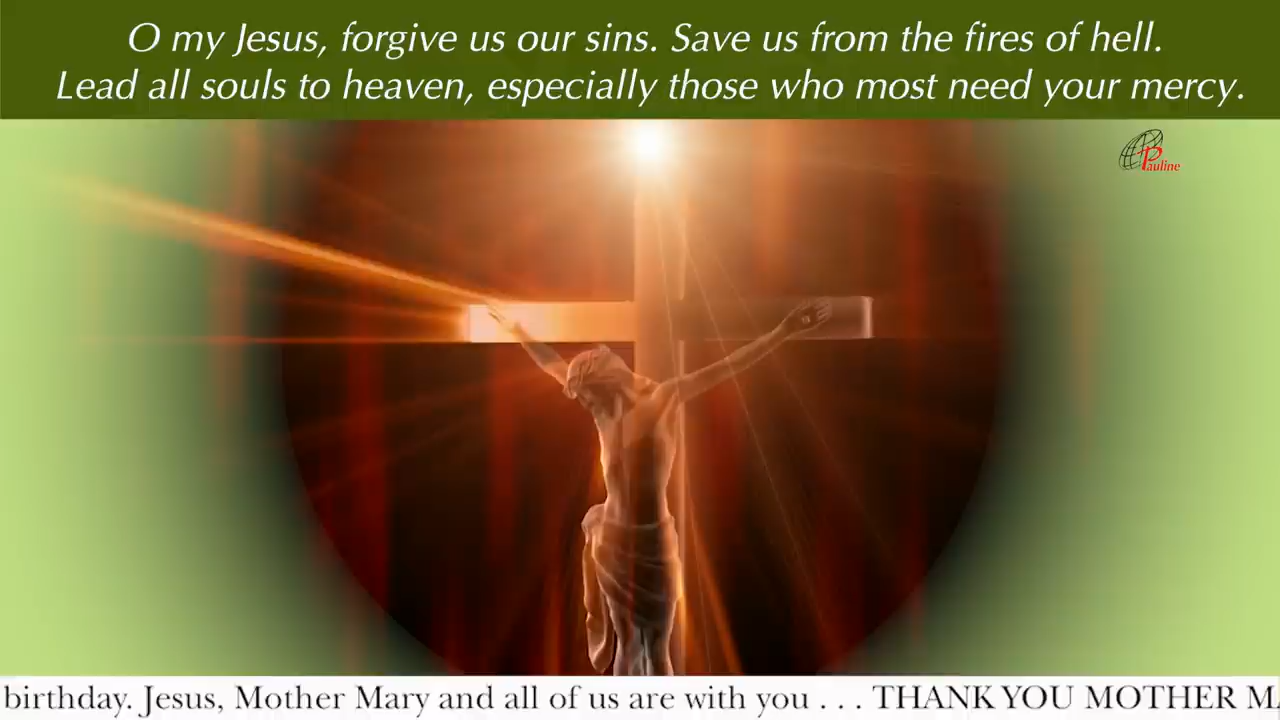 O my Jesus, forgive us our sins. Save us from the fires of hell.
Lead all souls to heaven, especially those who most need your mercy.
Pauline
birthday. Jesus, Mother Mary and all of us are with you . . . THANK YOU MOTHER